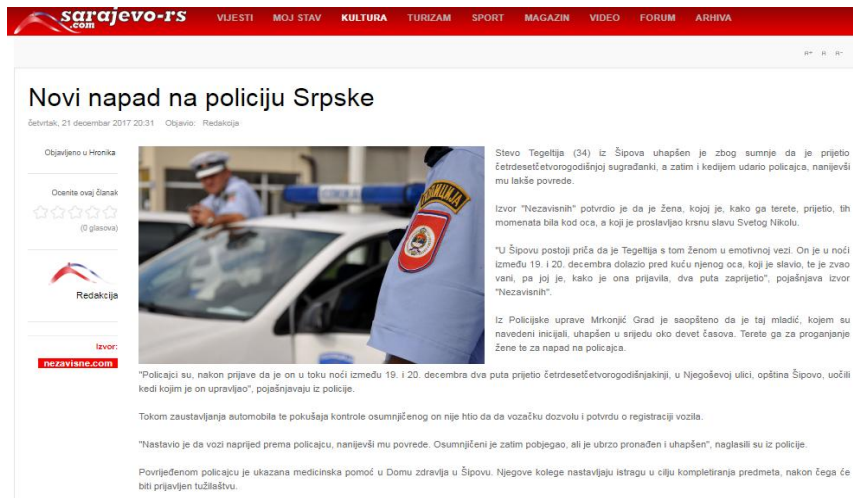 sarajevo-rs
.com
VIJESTI MOJ STAV KULTURA TURIZAM SPORT MAGAZIN VIDEO FORUM ARHIVA
Novi napad na policiju Srpske
četvrtak, 21 decembar 2017 20:31 Objavio: Redakcija
Objavljeno u Hronika
Ocenite ovaj članak
(0 glasova)
Redakcija
Izvor:
nezavisne.com
Stevo Tegeltija (34) iz Šipova uhapšen je zbog sumnje da je prijetio
četrdesetčetvorogodišnjoj sugrađanki, a zatim i kedijem udario policajca, nanijevši
mu lakše povrede.
Izvor "Nezavisnih" potvrdio je da je žena, kojoj je, kako ga terete, prijetio, tih
momenata bila kod oca, a koji je proslavljao krsnu slavu Svetog Nikolu.
"U Šipovu postoji priča da je Tegeltija s tom ženom u emotivnoj vezi. On je u noći
između 19. i 20. decembra dolazio pred kuću njenog oca, koji je slavio, te je zvao
vani, pa joj je, kako je ona prijavila, dva puta zaprijetio", pojašnjava izvor
"Nezavisnih".
Iz Policijske uprave Mrkonjić Grad je saopšteno da je taj mladić, kojem su
navedeni inicijali, uhapšen u srijedu oko devet časova. Terete ga za proganjanje
žene te za napad na policajca.
"Policajci su, nakon prijave da je on u toku noći između 19. i 20. decembra dva puta prijetio četrdesetčetvorogodišnjakinji, u Njegoševoj ulici, opština Šipovo, uočili
kedi kojim je on upravljao", pojašnjavaju iz policije.
Tokom zaustavljanja automobila te pokušaja kontrole osumnjičenog on nije htio da da vozačku dozvolu i potvrdu o registraciji vozila.
"Nastavio je da vozi naprijed prema policajcu, nanijevši mu povrede. Osumnjičeni je zatim pobjegao, ali je ubrzo pronađen i uhapšen", naglasili su iz policije.
Povrijeđenom policajcu je ukazana medicinska pomoć u Domu zdravlja u Šipovu. Njegove kolege nastavljaju istragu u cilju kompletiranja predmeta, nakon čega će
biti prijavljen tužilaštvu.